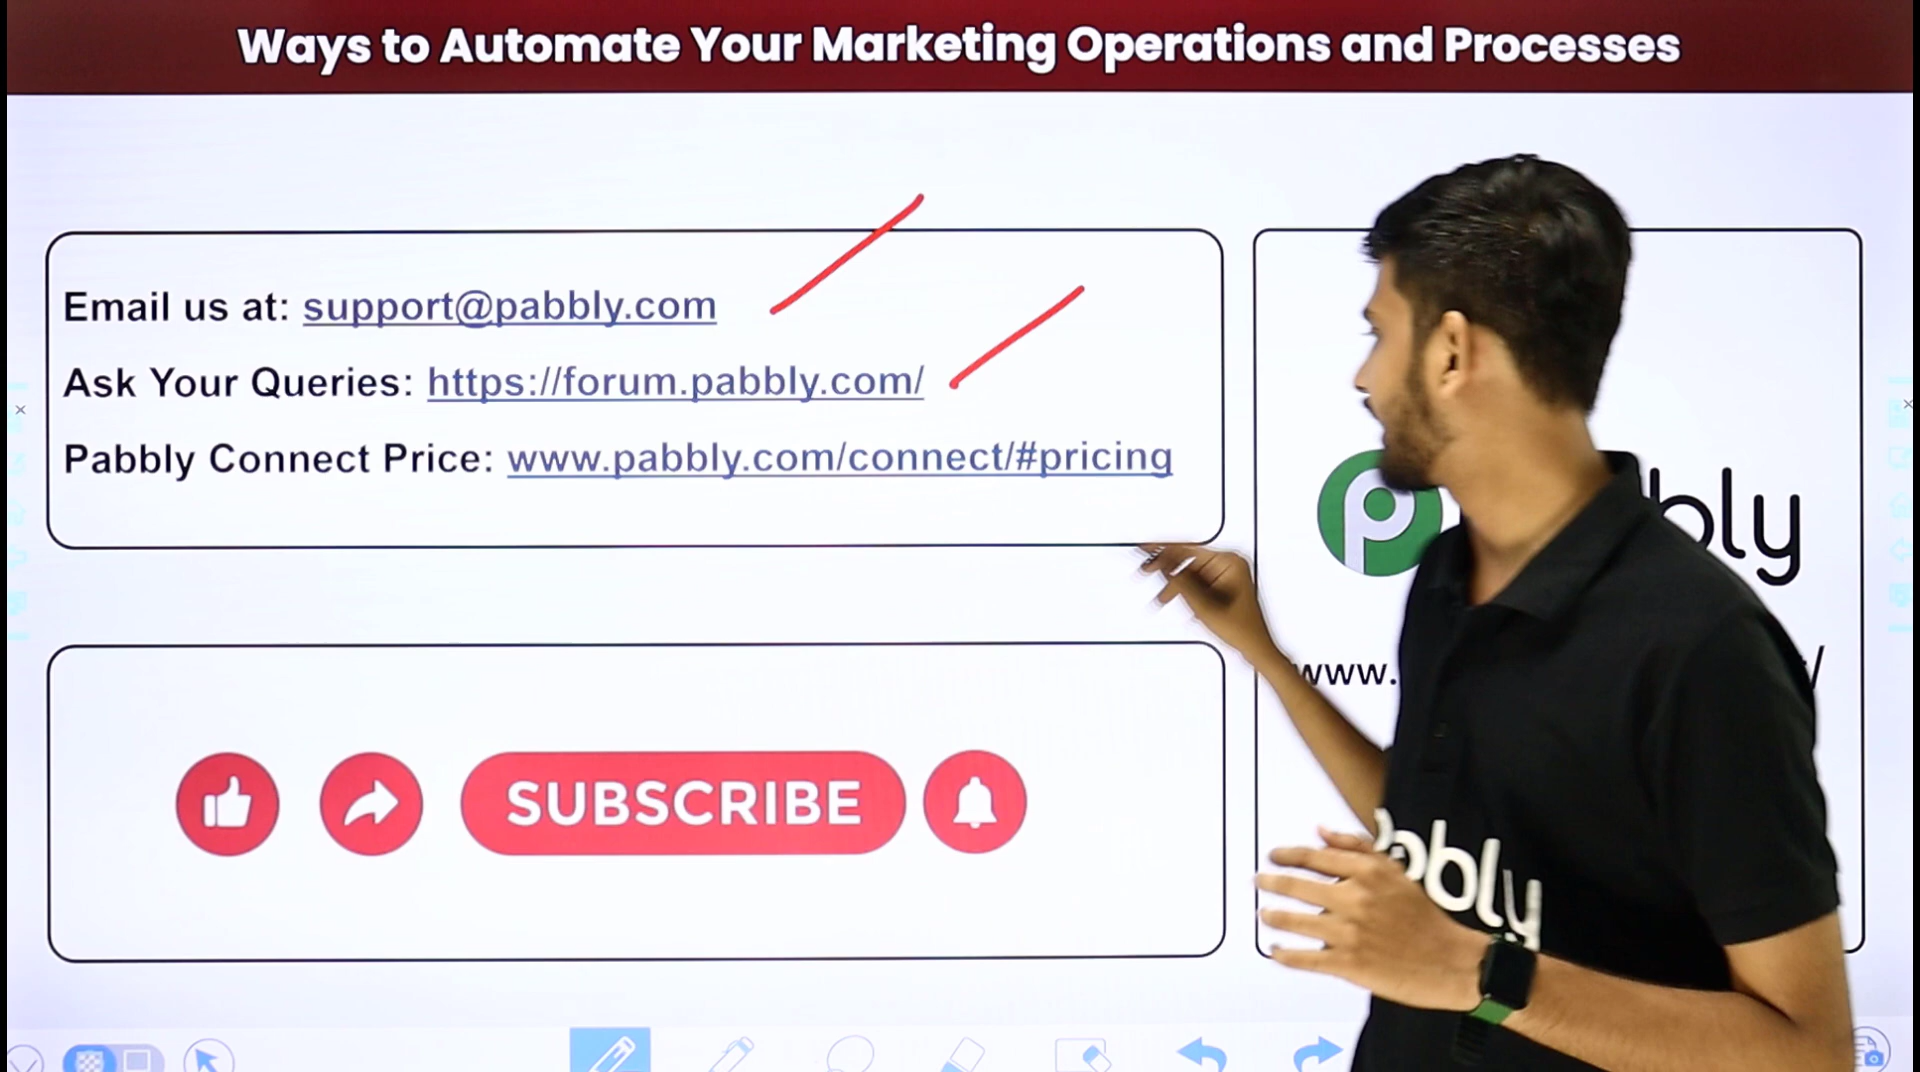 Ways to Automate Your Marketing Operations and Processes
Email us at: support@pabbly.com
Ask Your Queries: https://forum.pabbly.com/
Pabbly Connect Price: www.pabbly.com/connect/#pricing
SUBSCRIBE
bly
www.
Pabbly